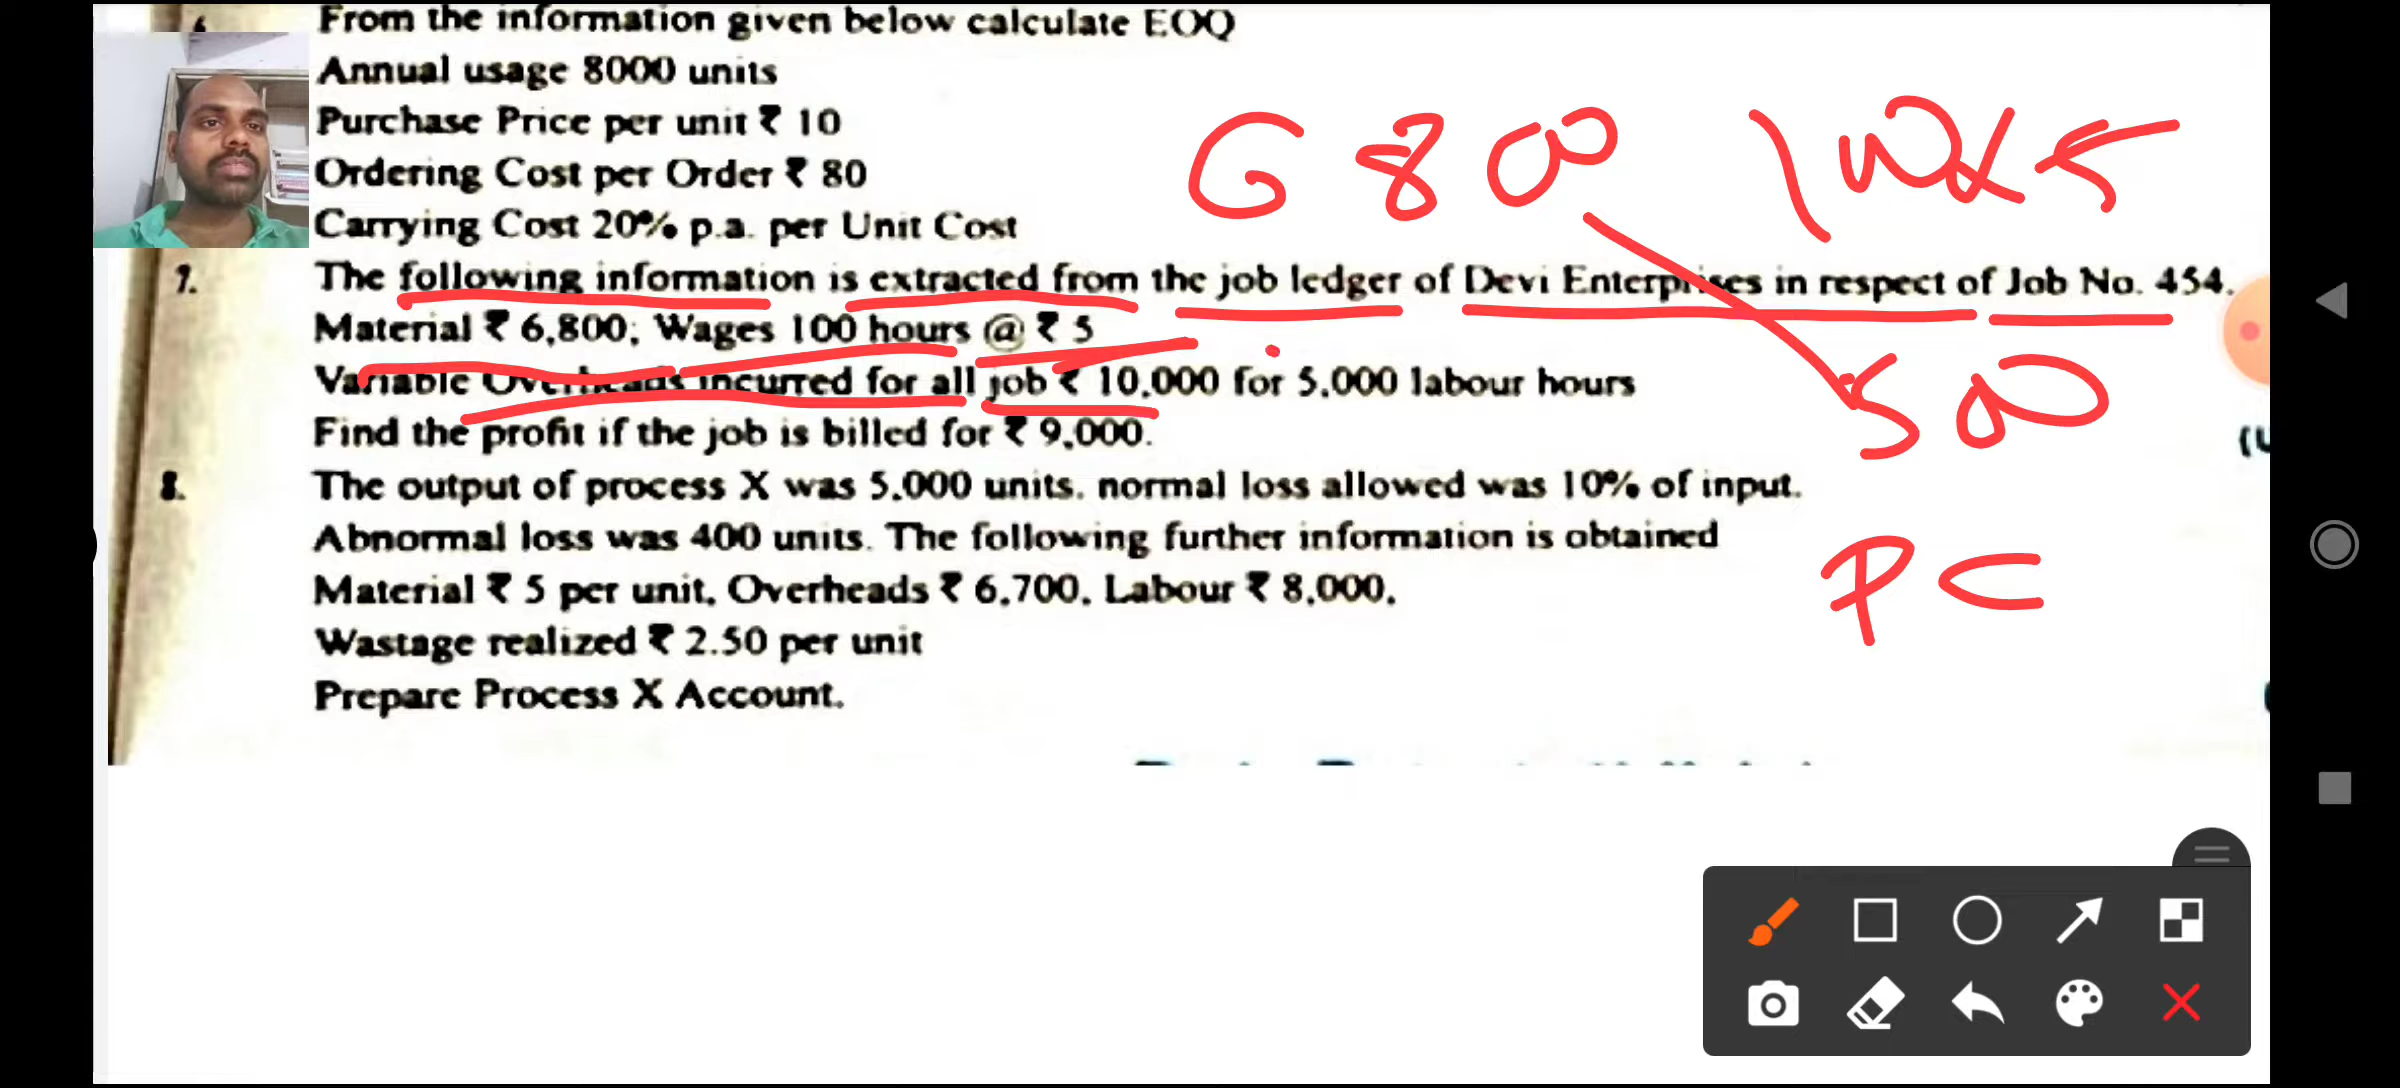 From the information given below calculate EOQ
Annual usage 8000 units
Purchase Price per unit ₹ 10
Ordering Cost per Order ₹ 80
Carrying Cost 20% p.a. per Unit Cost
7. The following information is extracted from the job ledger of Devi Enterprises in respect of Job No. 454.
Material ₹ 6,800; Wages 100 hours @ ₹ 5
Variable Overheads incurred for all job ₹ 10,000 for 5,000 labour hours
Find the profit if the job is billed for ₹ 9,000.
8. The output of process X was 5,000 units, normal loss allowed was 10% of input.
Abnormal loss was 400 units. The following further information is obtained
Material ₹ 5 per unit, Overheads ₹ 6,700, Labour ₹ 8,000,
Wastage realized ₹ 2.50 per unit
Prepare Process X Account.
6800
100x5
500
PC